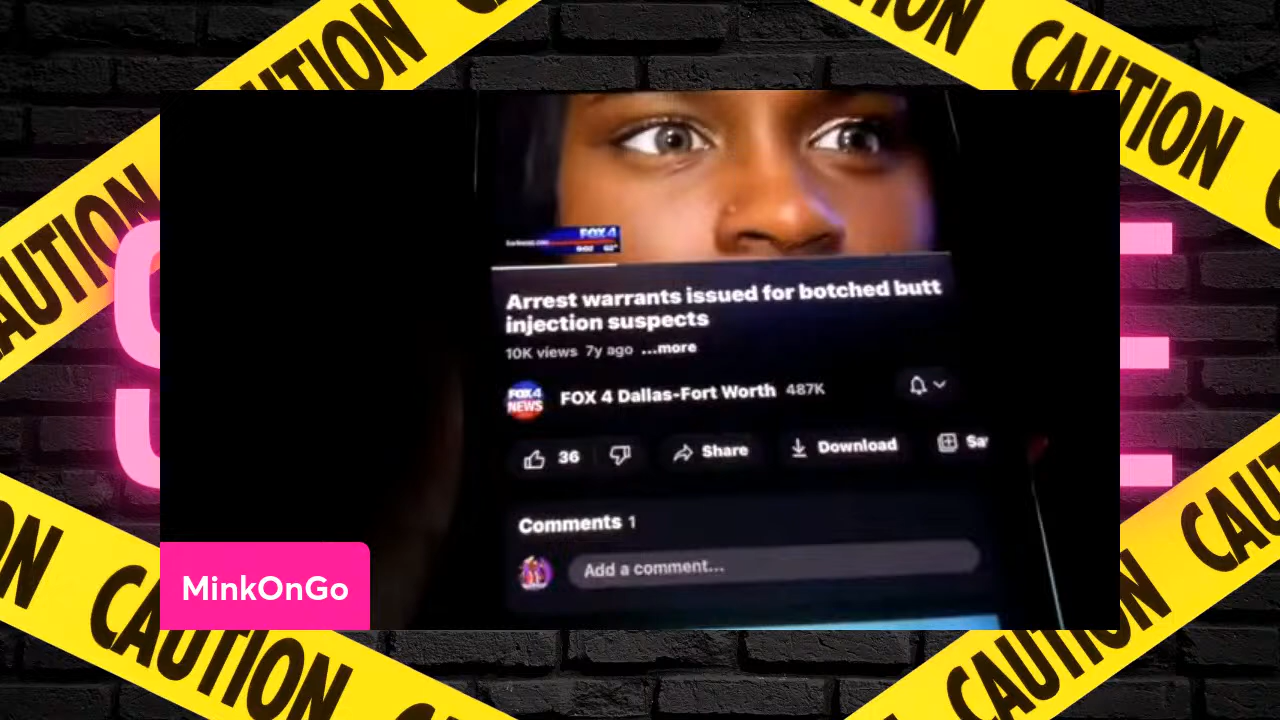 CAUTION
CAUTION
CAUTION
CAUTION
S
E
FOX 4
Arrest warrants issued for botched butt
injection suspects
10K views 7y ago ...more
FOX 4
NEWS
FOX 4 Dallas-Fort Worth 487K
36
Share
Download
Sav
Comments 1
Add a comment...
MinkOnGo
CAUTION
CAUTION
CAUTION